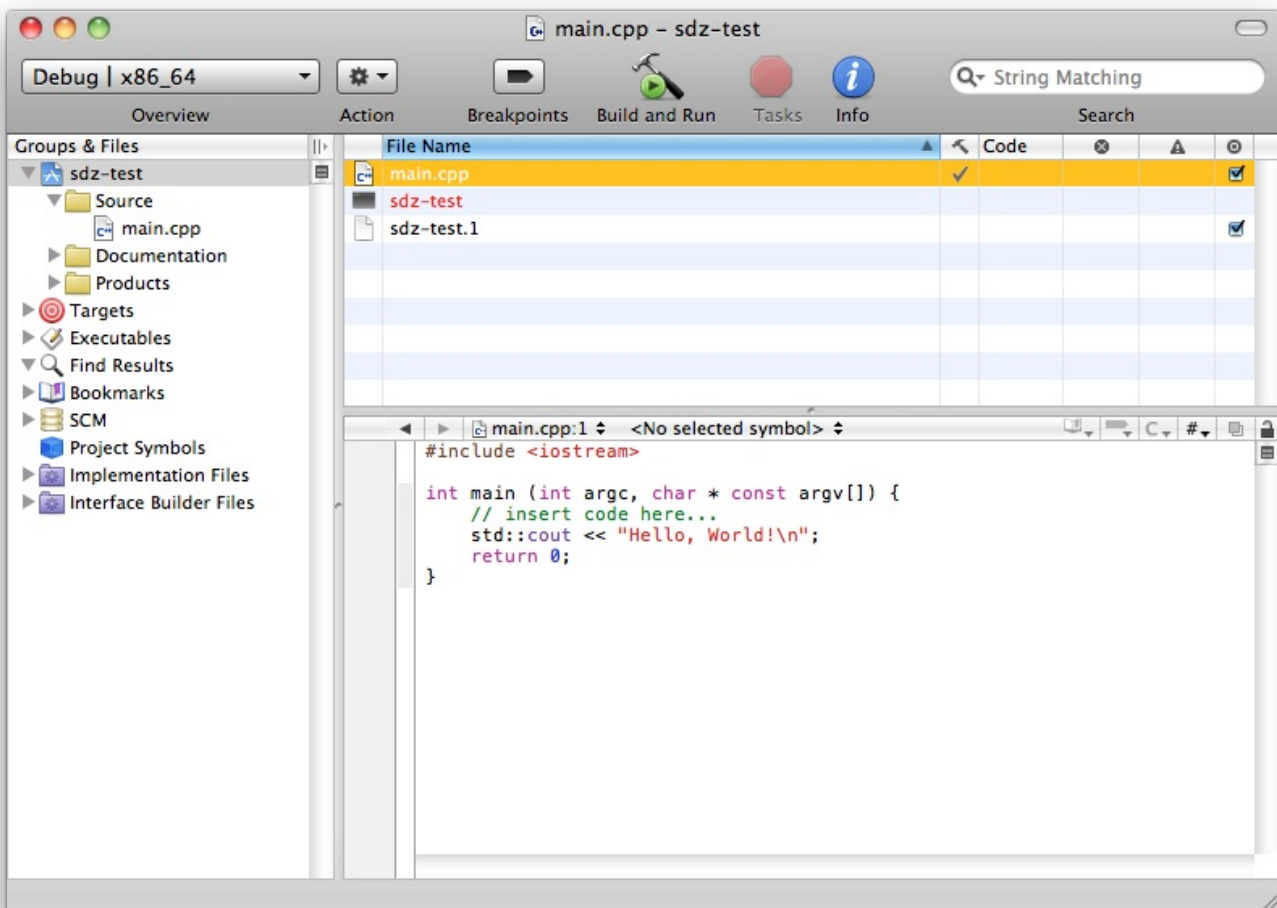 main.cpp – sdz-test
Debug | x86_64
String Matching
Overview Action Breakpoints Build and Run Tasks Info Search
Groups & Files
sdz-test
Source
main.cpp
Documentation
Products
Targets
Executables
Find Results
Bookmarks
SCM
Project Symbols
Implementation Files
Interface Builder Files
File Name Code
main.cpp
sdz-test
sdz-test.1
main.cpp:1 <No selected symbol> C #
#include <iostream>
int main (int argc, char * const argv[]) {
// insert code here...
std::cout << "Hello, World!\n";
return 0;
}